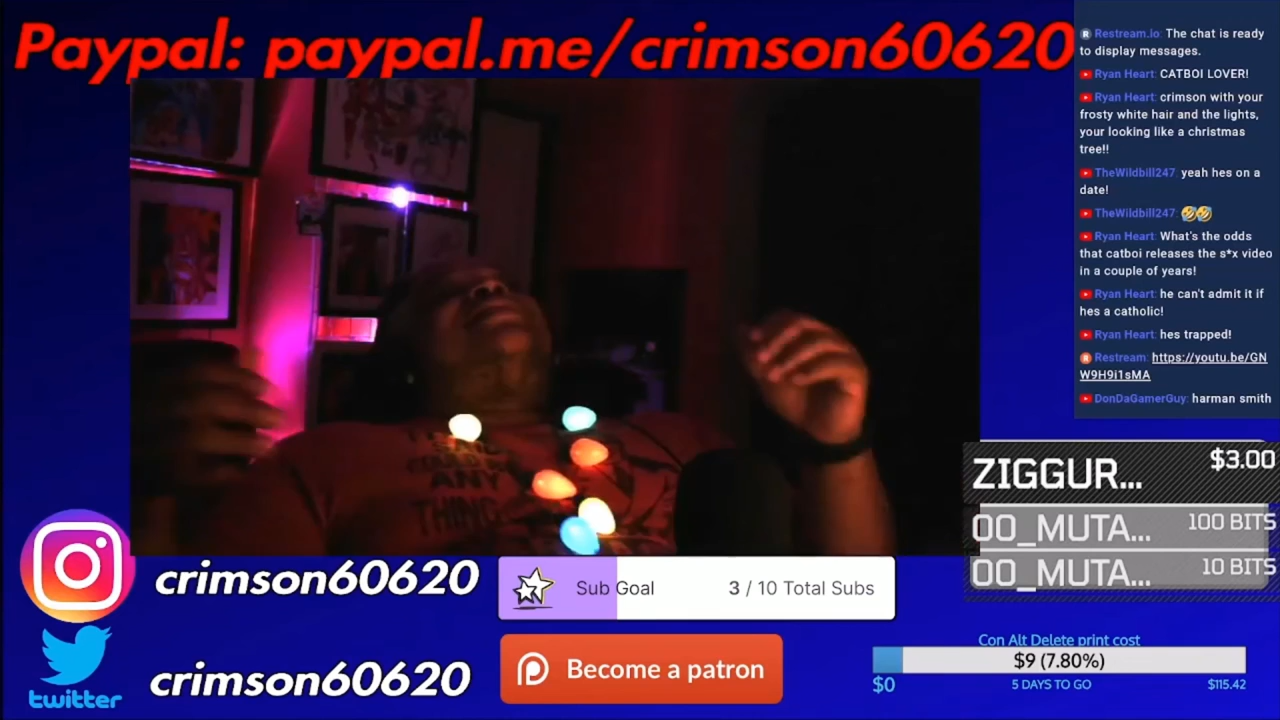 Paypal: paypal.me/crimson60620
Restream.io: The chat is ready
to display messages.
Ryan Heart: CATBOI LOVER!
Ryan Heart: crimson with your
frosty white hair and the lights,
your looking like a christmas
tree!!
TheWildbill247: yeah hes on a
date!
TheWildbill247: 🤣🤣
Ryan Heart: What's the odds
that catboi releases the s*x video
in a couple of years!
Ryan Heart: he can't admit it if
hes a catholic!
Ryan Heart: hes trapped!
Restream: https://youtu.be/GN
W9H9i1sMA
DonDaGamerGuy: harman smith
ANY
THING
ZIGGUR... $3.00
00_MUTA... 100 BITS
00_MUTA... 10 BITS
crimson60620
Sub Goal 3 / 10 Total Subs
twitter crimson60620
Become a patron
Con Alt Delete print cost
$9 (7.80%)
$0 5 DAYS TO GO $115.42